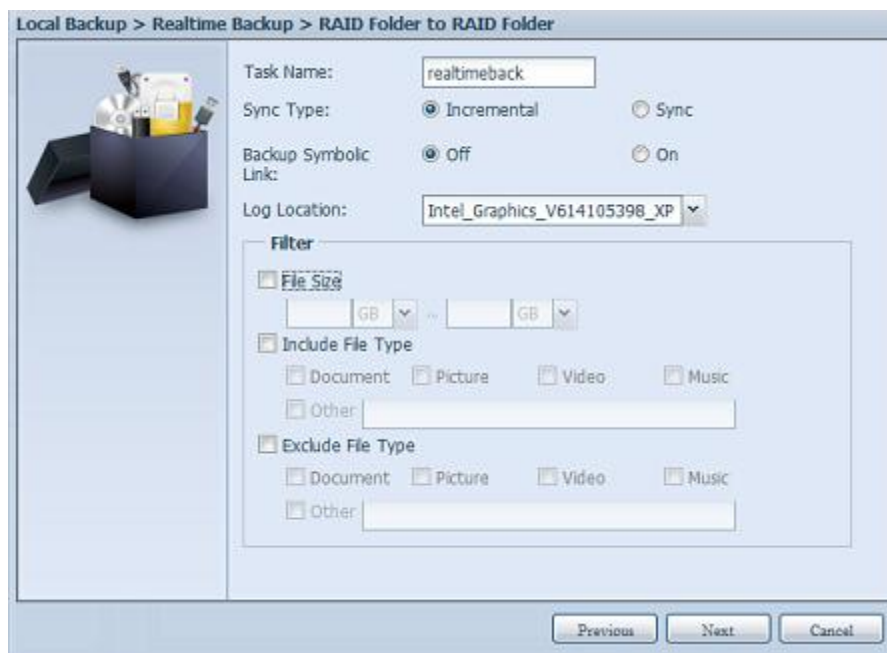 Local Backup > Realtime Backup > RAID Folder to RAID Folder
Task Name: realtimeback
Sync Type: Incremental Sync
Backup Symbolic Link: Off On
Log Location: Intel_Graphics_V614105398_XP
Filter
File Size
GB ~ GB
Include File Type
Document Picture Video Music
Other
Exclude File Type
Document Picture Video Music
Other
Previous Next Cancel